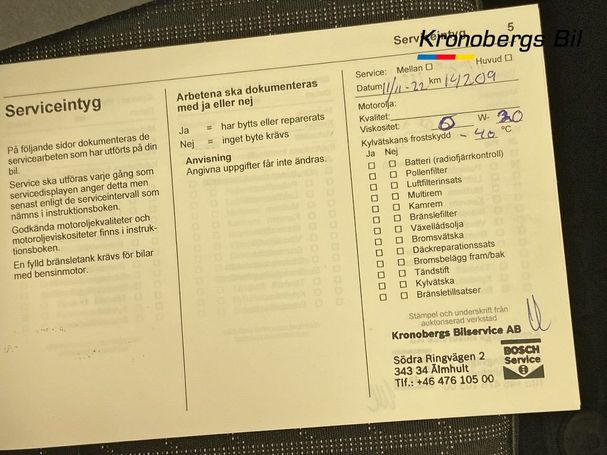 5
Serviceintyg
Kronobergs Bil
Serviceintyg
På följande sidor dokumenteras de
servicearbeten som har utförts på din
bil.
Service ska utföras varje gång som
servicedisplayen anger detta men
senast enligt de serviceintervall som
nämns i instruktionsboken.
Godkända motoroljekvaliteter och
motoroljeviskositeter finns i instruk-
tionsboken.
En fylld bränsletank krävs för bilar
med bensinmotor.
Arbetena ska dokumenteras
med ja eller nej
Ja = har bytts eller reparerats
Nej = inget byte krävs
Anvisning
Angivna uppgifter får inte ändras.
Service: Mellan Huvud
Datum 11/11-22 km 14209
Motorolja:
Kvalitet:
Viskositet: 0 W- 30
Kylvätskans frostskydd - 40 °C
Ja Nej
Batteri (radiofjärrkontroll)
Pollenfilter
Luftfilterinsats
Multirem
Kamrem
Bränslefilter
Växellådsolja
Bromsvätska
Däckreparationssats
Bromsbelägg fram/bak
Tändstift
Kylvätska
Bränsletillsatser
Stämpel och underskrift från
auktoriserad verkstad
Kronobergs Bilservice AB
Södra Ringvägen 2
343 34 Älmhult
Tlf.: +46 476 105 00
BOSCH
Service